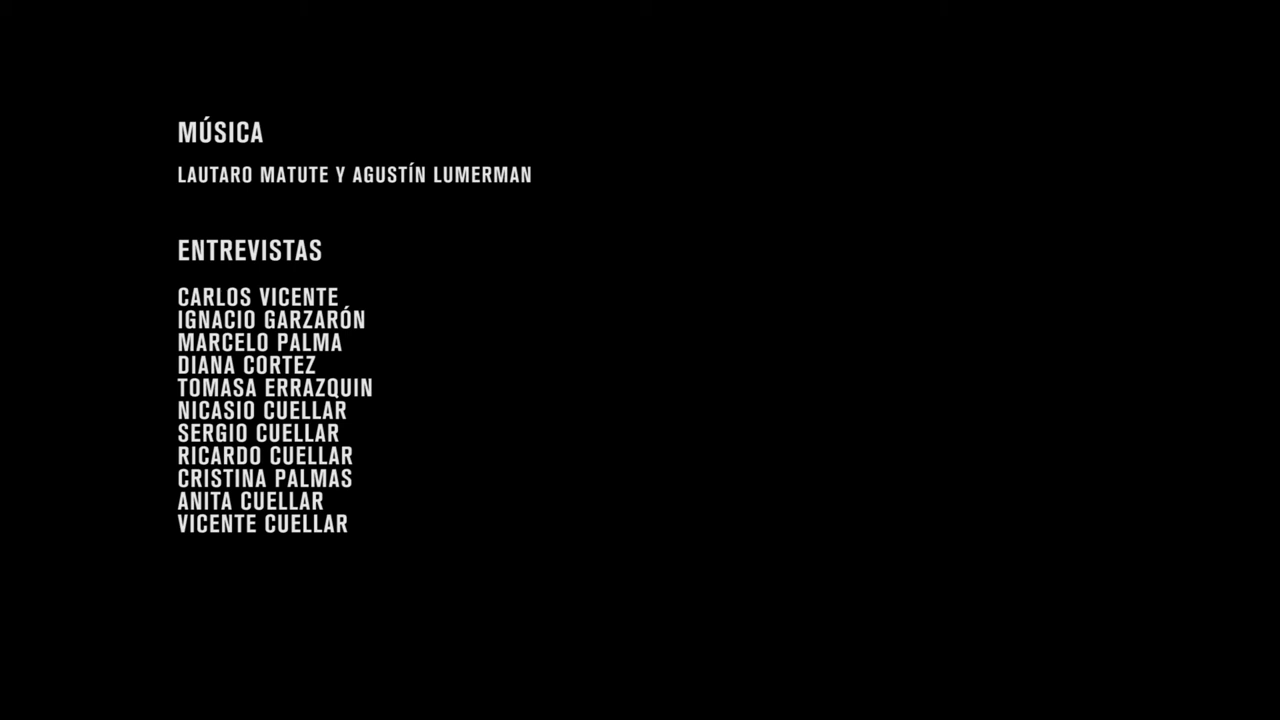 MÚSICA
LAUTARO MATUTE Y AGUSTÍN LUMERMAN
ENTREVISTAS
CARLOS VICENTE
IGNACIO GARZARÓN
MARCELO PALMA
DIANA CORTEZ
TOMASA ERRAZQUIN
NICASIO CUELLAR
SERGIO CUELLAR
RICARDO CUELLAR
CRISTINA PALMAS
ANITA CUELLAR
VICENTE CUELLAR